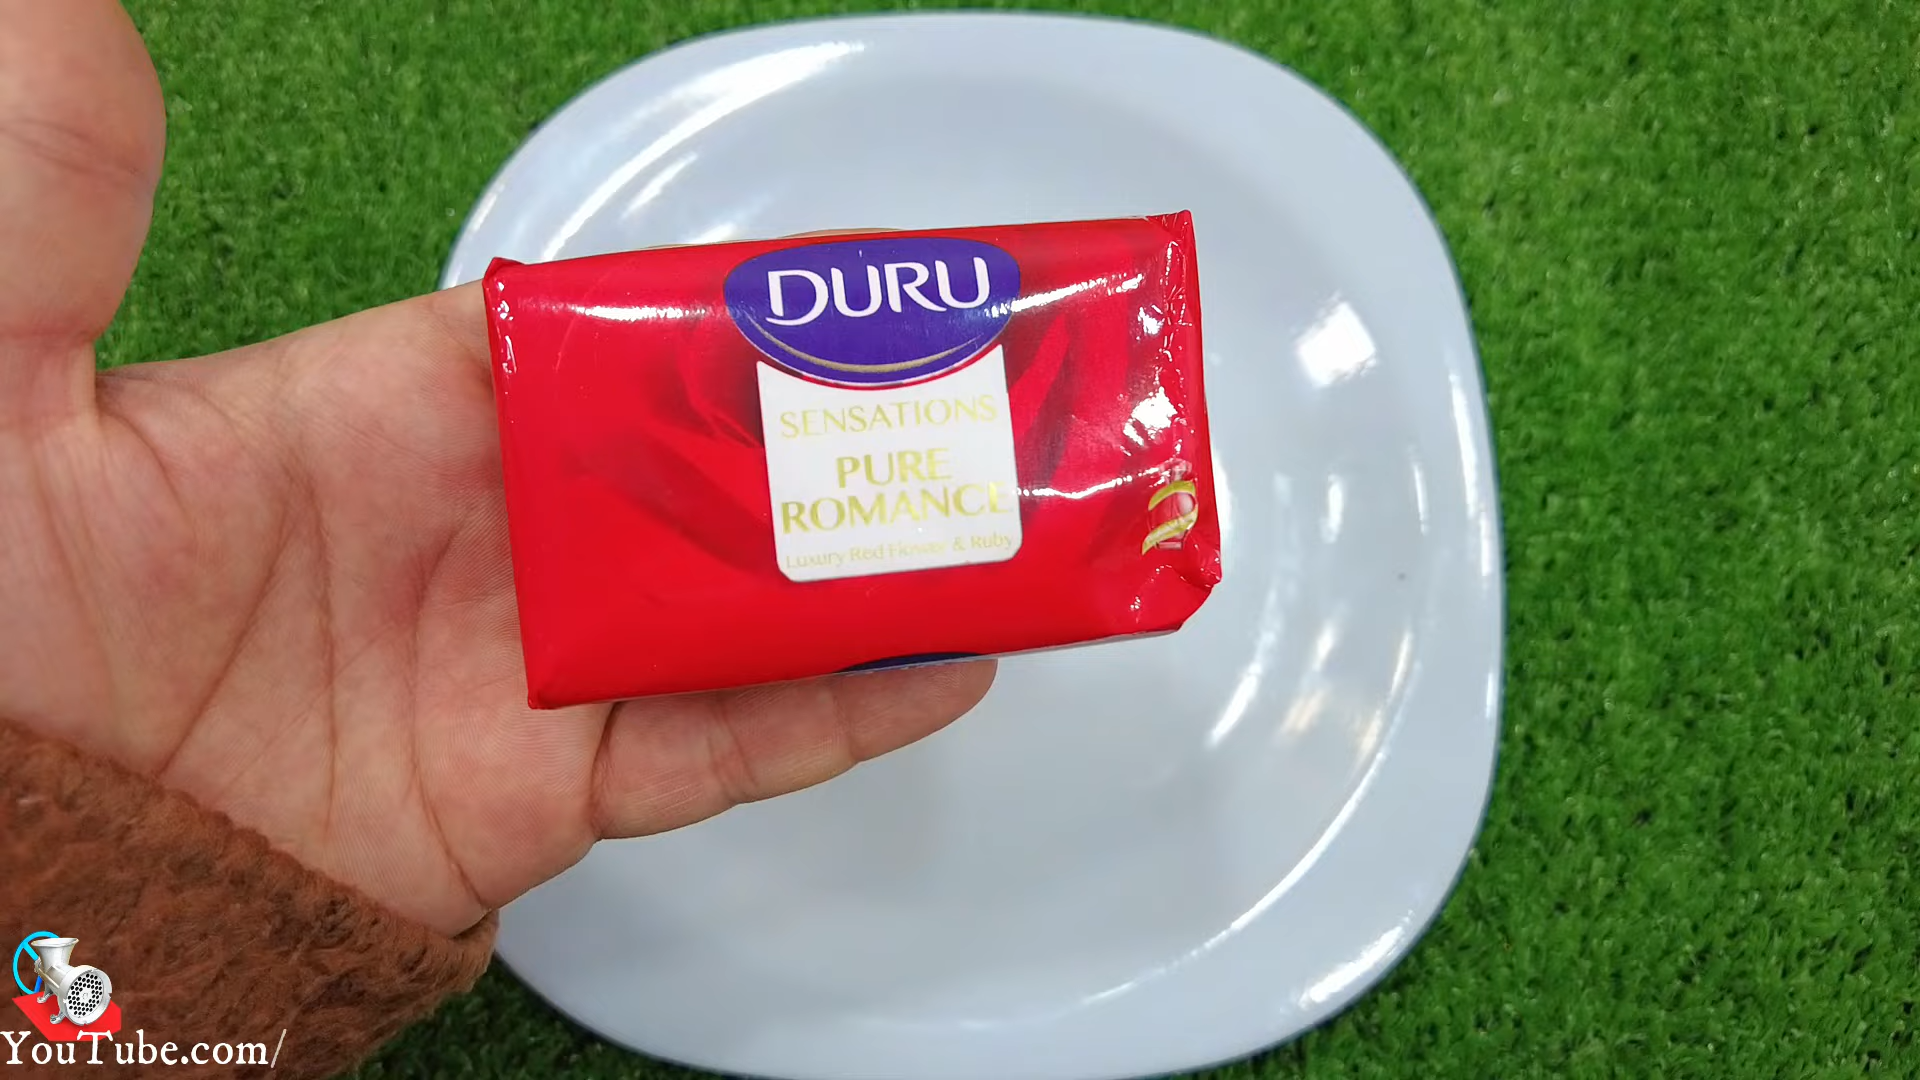 DURU
SENSATIONS
PURE
ROMANCE
Luxury Red Flower & Ruby
YouTube.com/